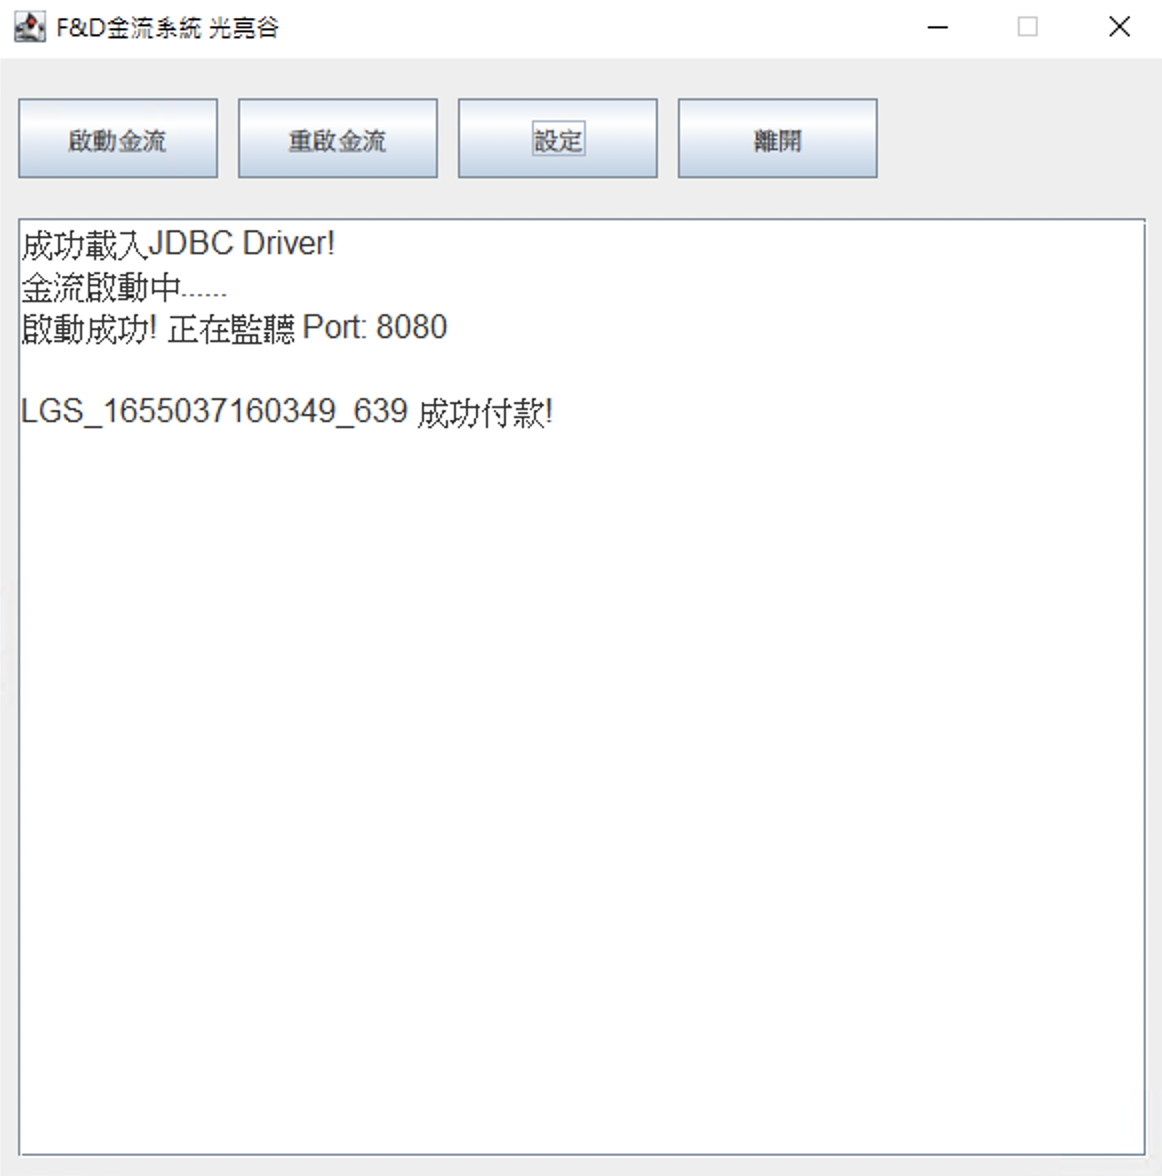 F&D金流系統 光亮谷
啟動金流
重啟金流
設定
離開
成功載入JDBC Driver!
金流啟動中......
啟動成功! 正在監聽 Port: 8080
LGS_1655037160349_639 成功付款!